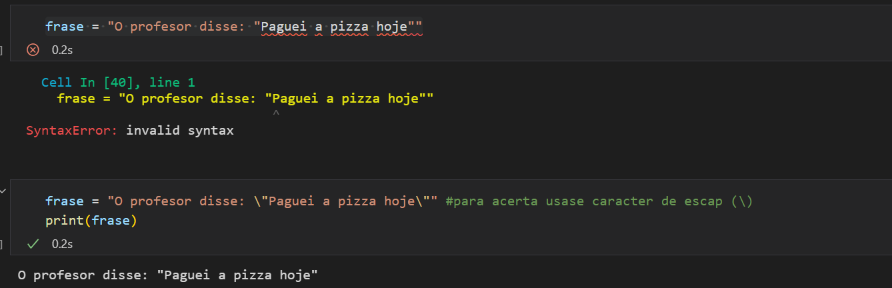 frase = "O profesor disse: "Paguei a pizza hoje""
0.2s
Cell In [40], line 1
frase = "O profesor disse: "Paguei a pizza hoje""
^
SyntaxError: invalid syntax
frase = "O profesor disse: \"Paguei a pizza hoje\"" #para acerta usase caracter de escap (\)
print(frase)
0.2s
O profesor disse: "Paguei a pizza hoje"